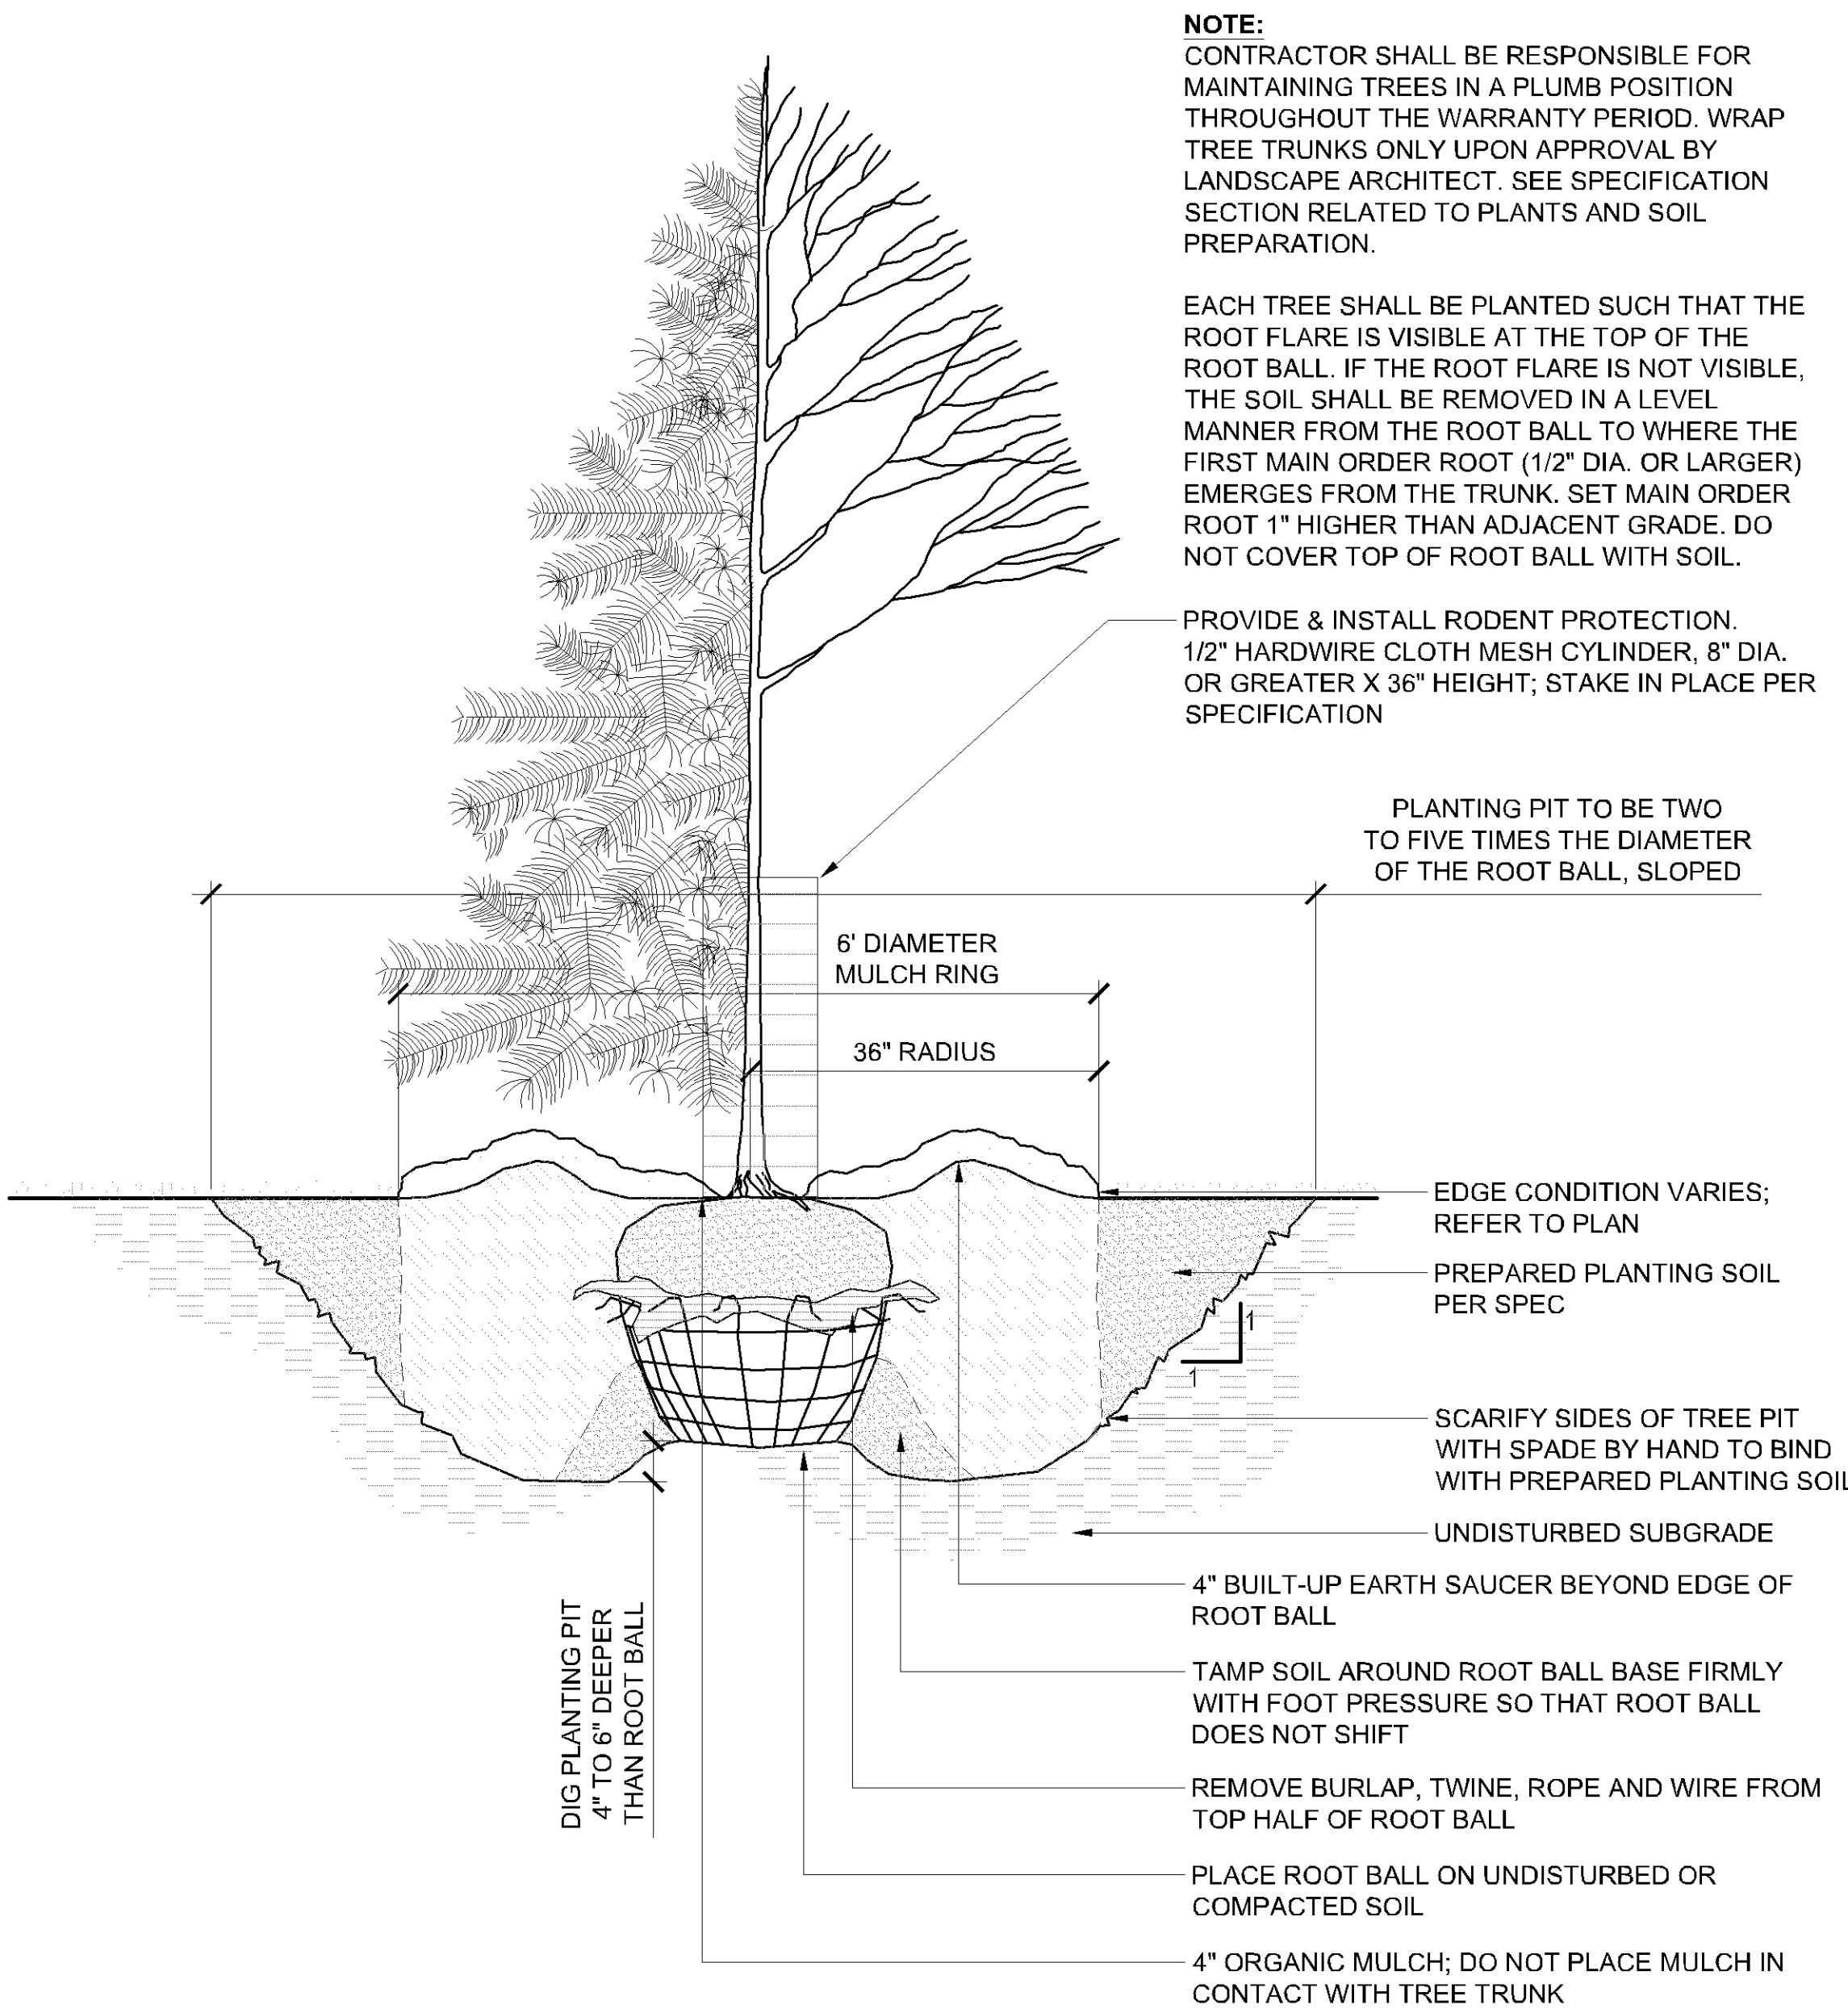 NOTE:
CONTRACTOR SHALL BE RESPONSIBLE FOR
MAINTAINING TREES IN A PLUMB POSITION
THROUGHOUT THE WARRANTY PERIOD. WRAP
TREE TRUNKS ONLY UPON APPROVAL BY
LANDSCAPE ARCHITECT. SEE SPECIFICATION
SECTION RELATED TO PLANTS AND SOIL
PREPARATION.
EACH TREE SHALL BE PLANTED SUCH THAT THE
ROOT FLARE IS VISIBLE AT THE TOP OF THE
ROOT BALL. IF THE ROOT FLARE IS NOT VISIBLE,
THE SOIL SHALL BE REMOVED IN A LEVEL
MANNER FROM THE ROOT BALL TO WHERE THE
FIRST MAIN ORDER ROOT (1/2" DIA. OR LARGER)
EMERGES FROM THE TRUNK. SET MAIN ORDER
ROOT 1" HIGHER THAN ADJACENT GRADE. DO
NOT COVER TOP OF ROOT BALL WITH SOIL.
PROVIDE & INSTALL RODENT PROTECTION.
1/2" HARDWIRE CLOTH MESH CYLINDER, 8" DIA.
OR GREATER X 36" HEIGHT; STAKE IN PLACE PER
SPECIFICATION
PLANTING PIT TO BE TWO
TO FIVE TIMES THE DIAMETER
OF THE ROOT BALL, SLOPED
6' DIAMETER
MULCH RING
36" RADIUS
EDGE CONDITION VARIES;
REFER TO PLAN
PREPARED PLANTING SOIL
PER SPEC
1
1
SCARIFY SIDES OF TREE PIT
WITH SPADE BY HAND TO BIND
WITH PREPARED PLANTING SOIL
UNDISTURBED SUBGRADE
4" BUILT-UP EARTH SAUCER BEYOND EDGE OF
ROOT BALL
DIG PLANTING PIT
4" TO 6" DEEPER
THAN ROOT BALL
TAMP SOIL AROUND ROOT BALL BASE FIRMLY
WITH FOOT PRESSURE SO THAT ROOT BALL
DOES NOT SHIFT
REMOVE BURLAP, TWINE, ROPE AND WIRE FROM
TOP HALF OF ROOT BALL
PLACE ROOT BALL ON UNDISTURBED OR
COMPACTED SOIL
4" ORGANIC MULCH; DO NOT PLACE MULCH IN
CONTACT WITH TREE TRUNK